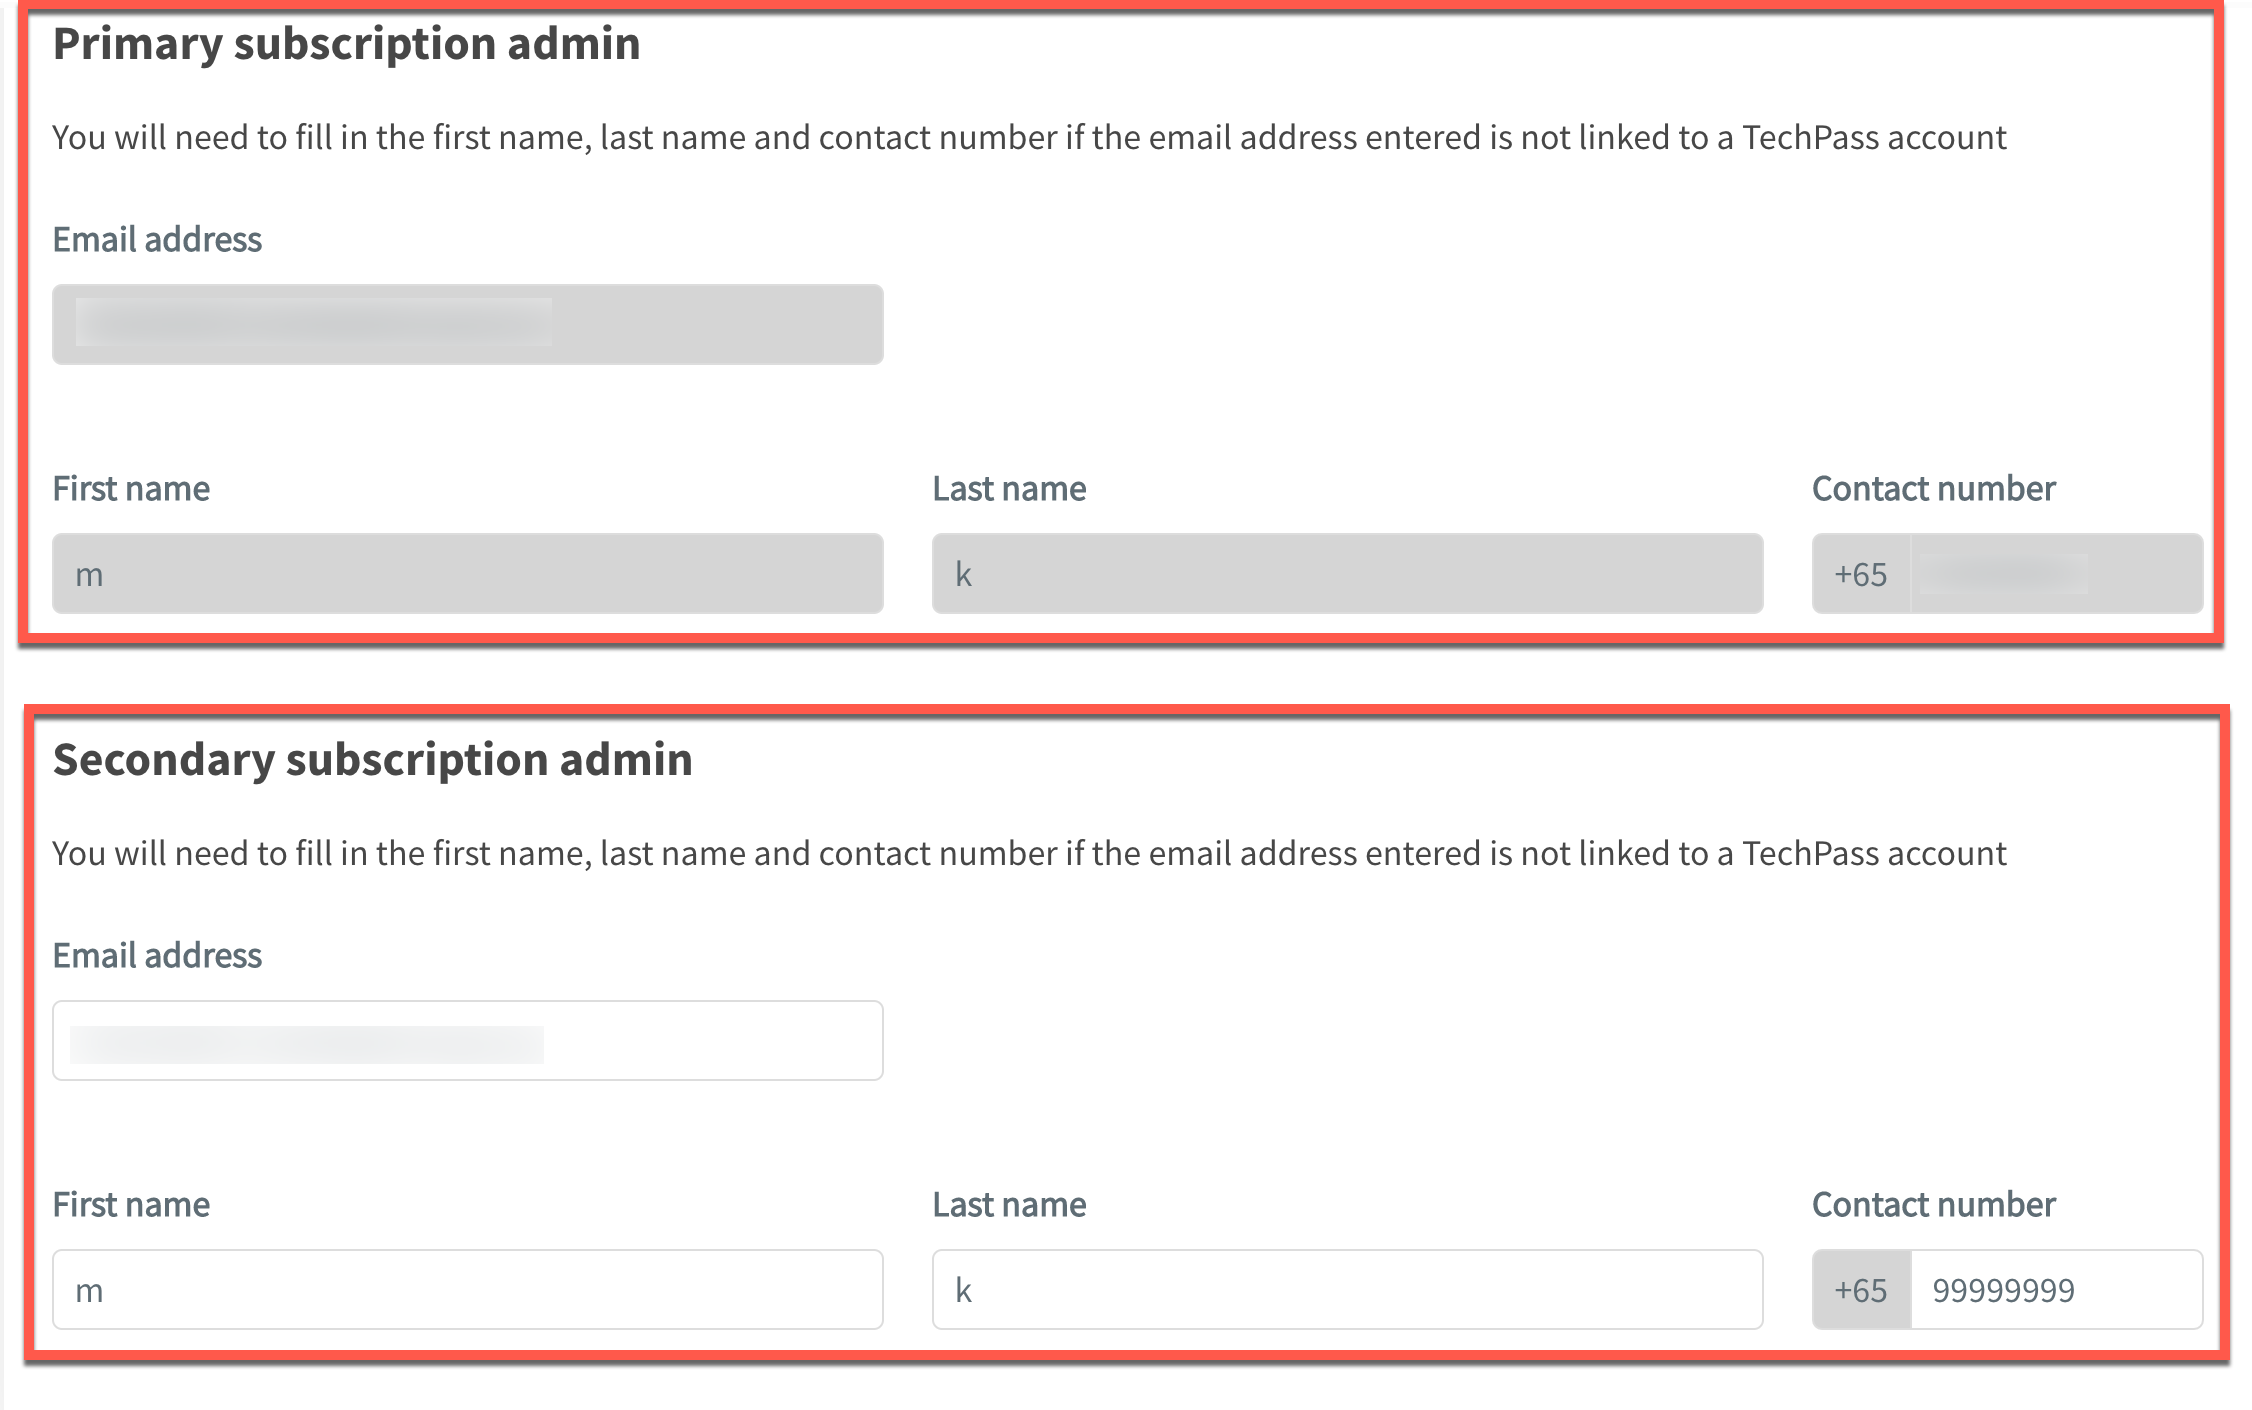 Primary subscription admin
You will need to fill in the first name, last name and contact number if the email address entered is not linked to a TechPass account
Email address
First name Last name Contact number
m k +65
Secondary subscription admin
You will need to fill in the first name, last name and contact number if the email address entered is not linked to a TechPass account
Email address
First name Last name Contact number
m k +65 99999999